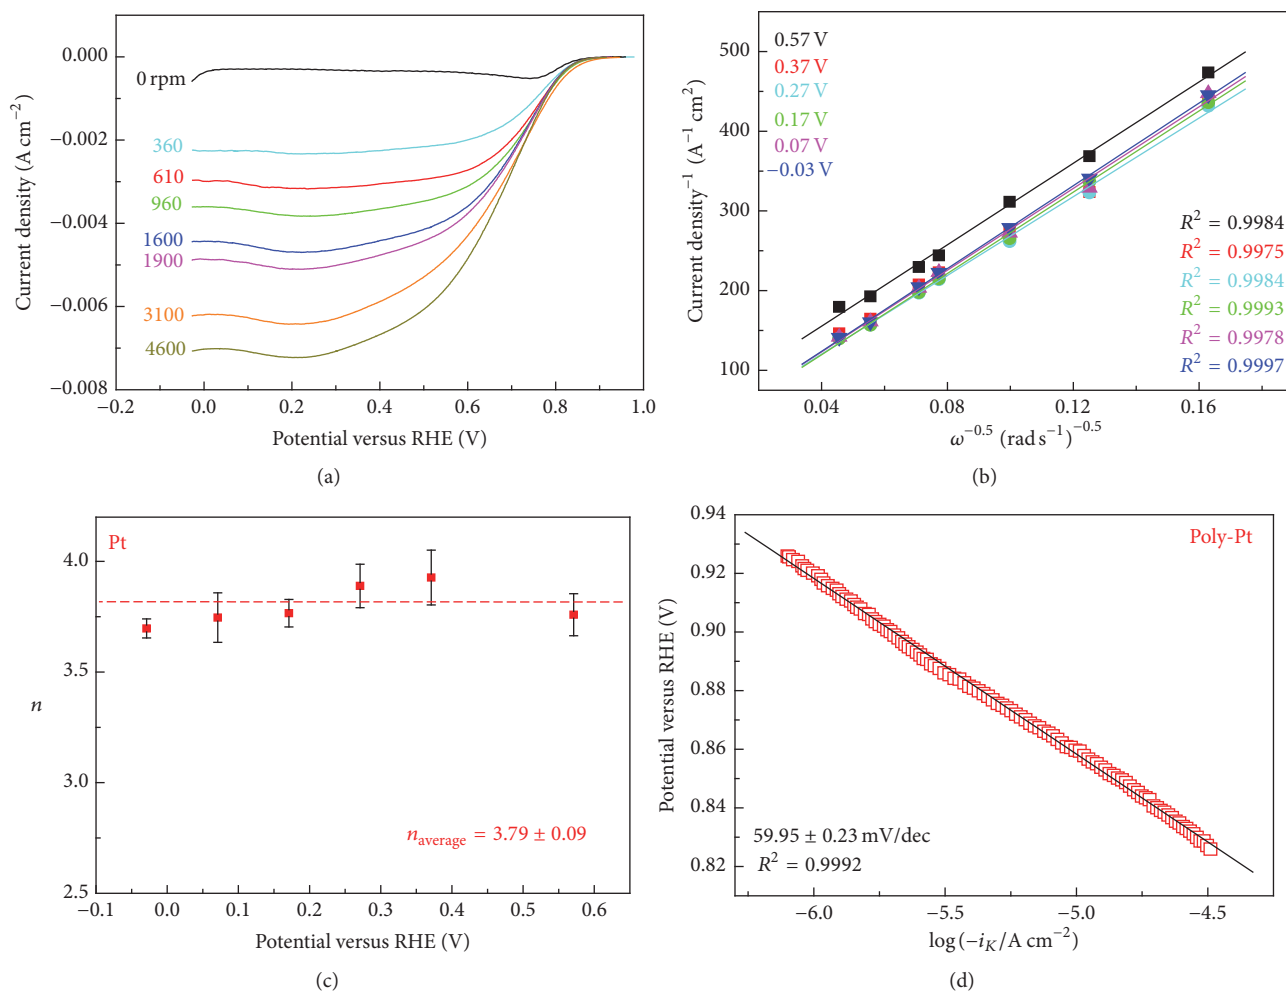 0.000
−0.002
−0.004
−0.006
−0.008
−0.2
0.0
0.2
0.4
0.6
0.8
1.0
Current density (A cm⁻²)
Potential versus RHE (V)
0 rpm
360
610
960
1600
1900
3100
4600
(a)
500
400
300
200
100
0.04
0.08
0.12
0.16
Current density⁻¹ (A⁻¹ cm²)
ω⁻⁰·⁵ (rad s⁻¹)⁻⁰·⁵
0.57 V
0.37 V
0.27 V
0.17 V
0.07 V
−0.03 V
R² = 0.9984
R² = 0.9975
R² = 0.9984
R² = 0.9993
R² = 0.9978
R² = 0.9997
(b)
Pt
4.0
3.5
3.0
2.5
n
−0.1
0.0
0.1
0.2
0.3
0.4
0.5
0.6
n average = 3.79 ± 0.09
Potential versus RHE (V)
(c)
0.94
0.92
0.90
0.88
0.86
0.84
0.82
Potential versus RHE (V)
Poly-Pt
59.95 ± 0.23 mV/dec
R² = 0.9992
−6.0
−5.5
−5.0
−4.5
log (−i_K/A cm⁻²)
(d)